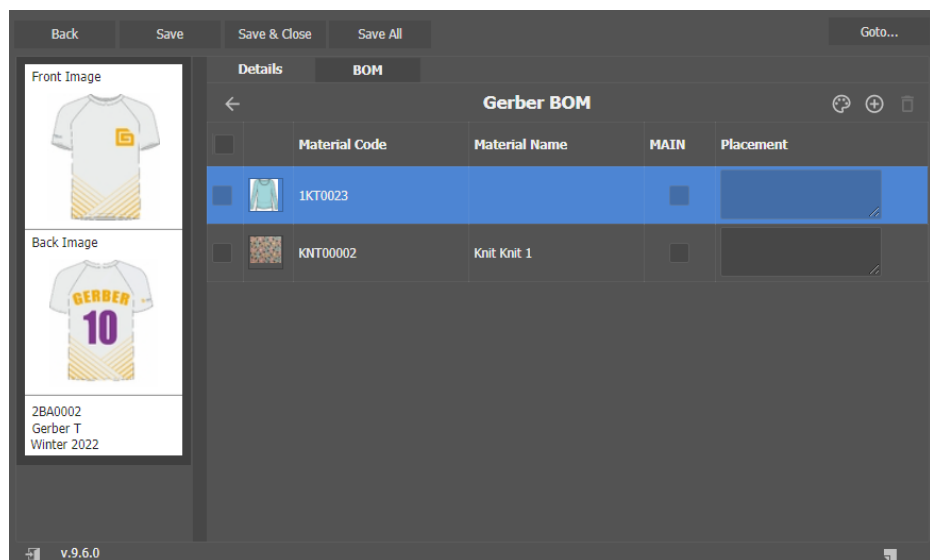 Back Save Save & Close Save All Goto...
Front Image
Details BOM
Gerber BOM
Material Code Material Name MAIN Placement
1KT0023
KNT00002 Knit Knit 1
Back Image
GERBER
10
2BA0002
Gerber T
Winter 2022
v.9.6.0